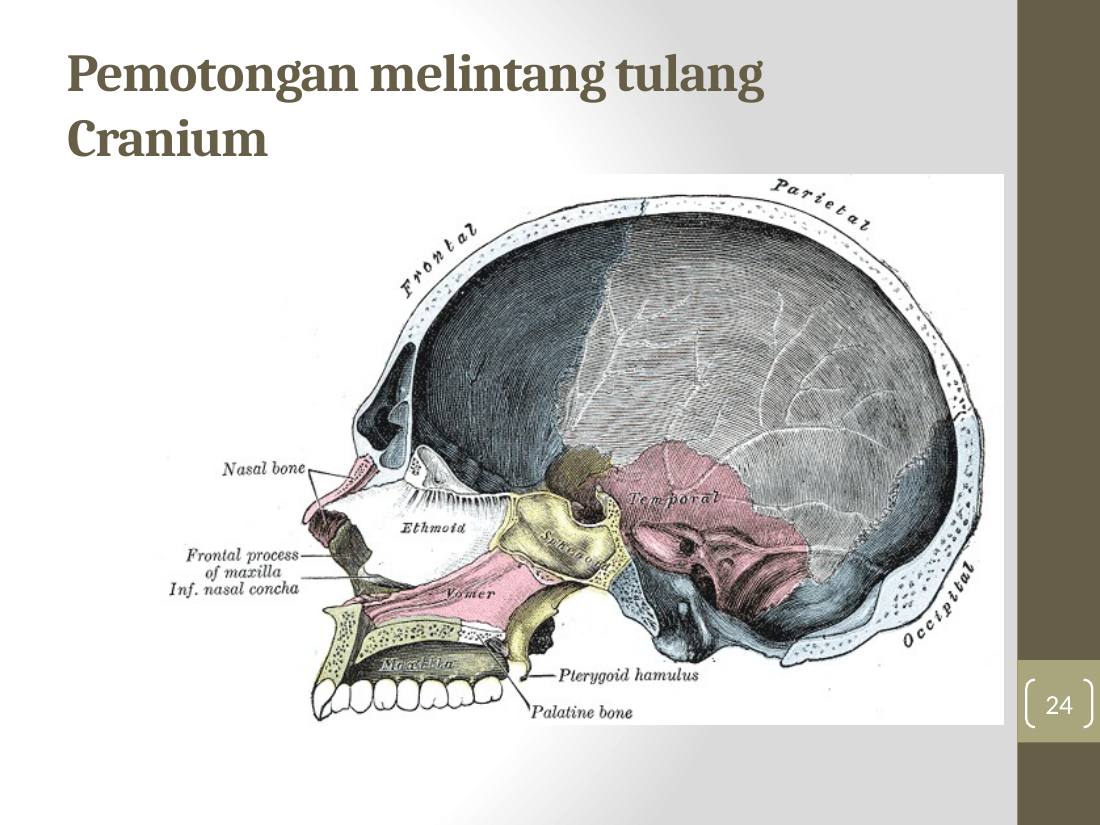 Pemotongan melintang tulang
Cranium
Parietal
Frontal
Nasal bone
Temporal
Ethmoid
Frontal process
of maxilla
Inf. nasal concha
Vomer
Occipital
Maxilla
Pterygoid hamulus
Palatine bone
24